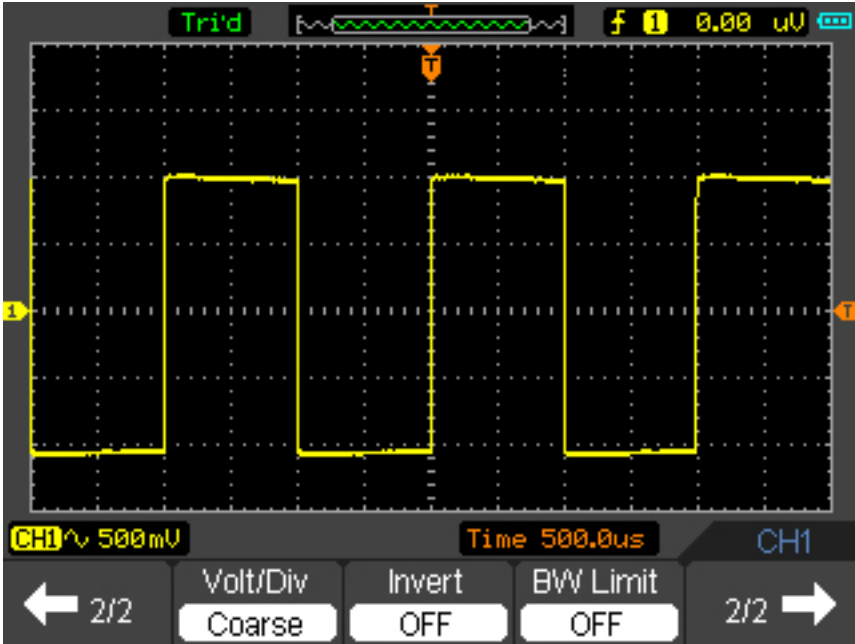 T
Tri'd 1 0.00 uV
T
1 T
CH1 500mV Time 500.0us CH1
2/2 Volt/Div Invert BW Limit 2/2
Coarse OFF OFF